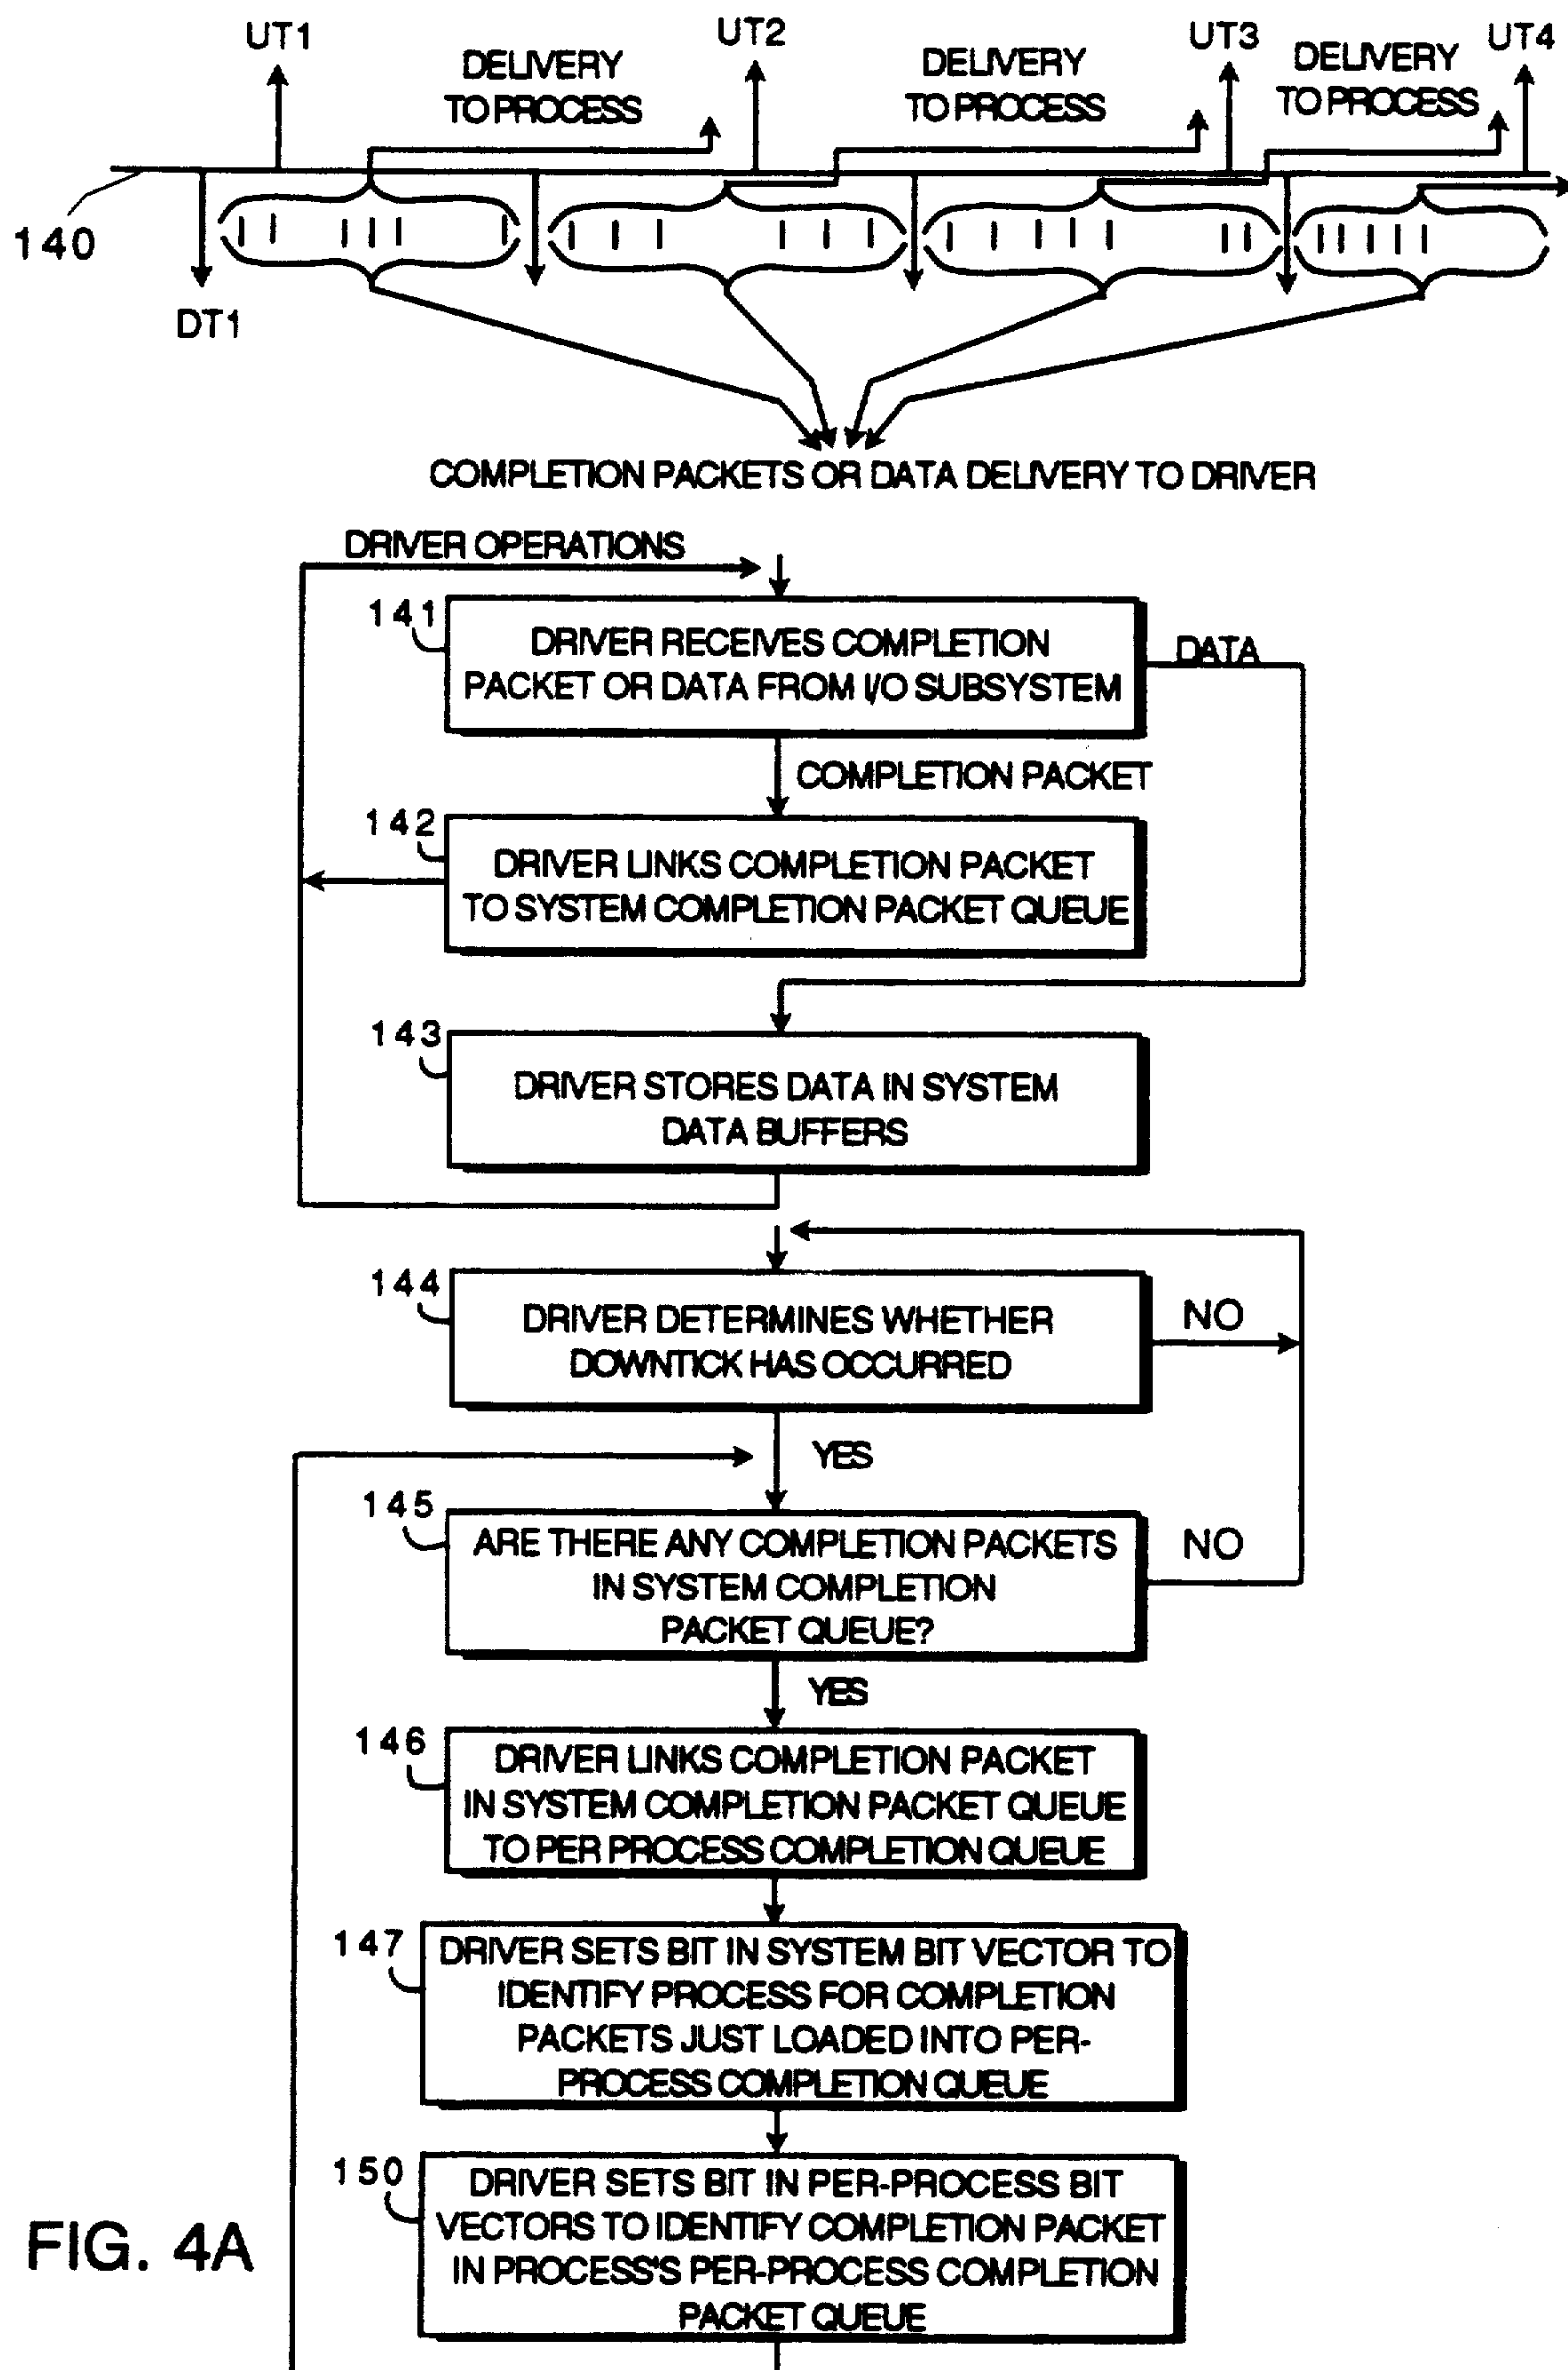 UT1
UT2
UT3
UT4
DELIVERY
TO PROCESS
DELIVERY
TO PROCESS
DELIVERY
TO PROCESS
140
DT1
COMPLETION PACKETS OR DATA DELIVERY TO DRIVER
DRIVER OPERATIONS
141
DRIVER RECEIVES COMPLETION
PACKET OR DATA FROM I/O SUBSYSTEM
DATA
COMPLETION PACKET
142
DRIVER LINKS COMPLETION PACKET
TO SYSTEM COMPLETION PACKET QUEUE
143
DRIVER STORES DATA IN SYSTEM
DATA BUFFERS
144
DRIVER DETERMINES WHETHER
DOWNTICK HAS OCCURRED
NO
YES
145
ARE THERE ANY COMPLETION PACKETS
IN SYSTEM COMPLETION
PACKET QUEUE?
NO
YES
146
DRIVER LINKS COMPLETION PACKET
IN SYSTEM COMPLETION PACKET QUEUE
TO PER PROCESS COMPLETION QUEUE
147
DRIVER SETS BIT IN SYSTEM BIT VECTOR TO
IDENTIFY PROCESS FOR COMPLETION
PACKETS JUST LOADED INTO PER-
PROCESS COMPLETION QUEUE
150
DRIVER SETS BIT IN PER-PROCESS BIT
VECTORS TO IDENTIFY COMPLETION PACKET
IN PROCESS'S PER-PROCESS COMPLETION
PACKET QUEUE
FIG. 4A